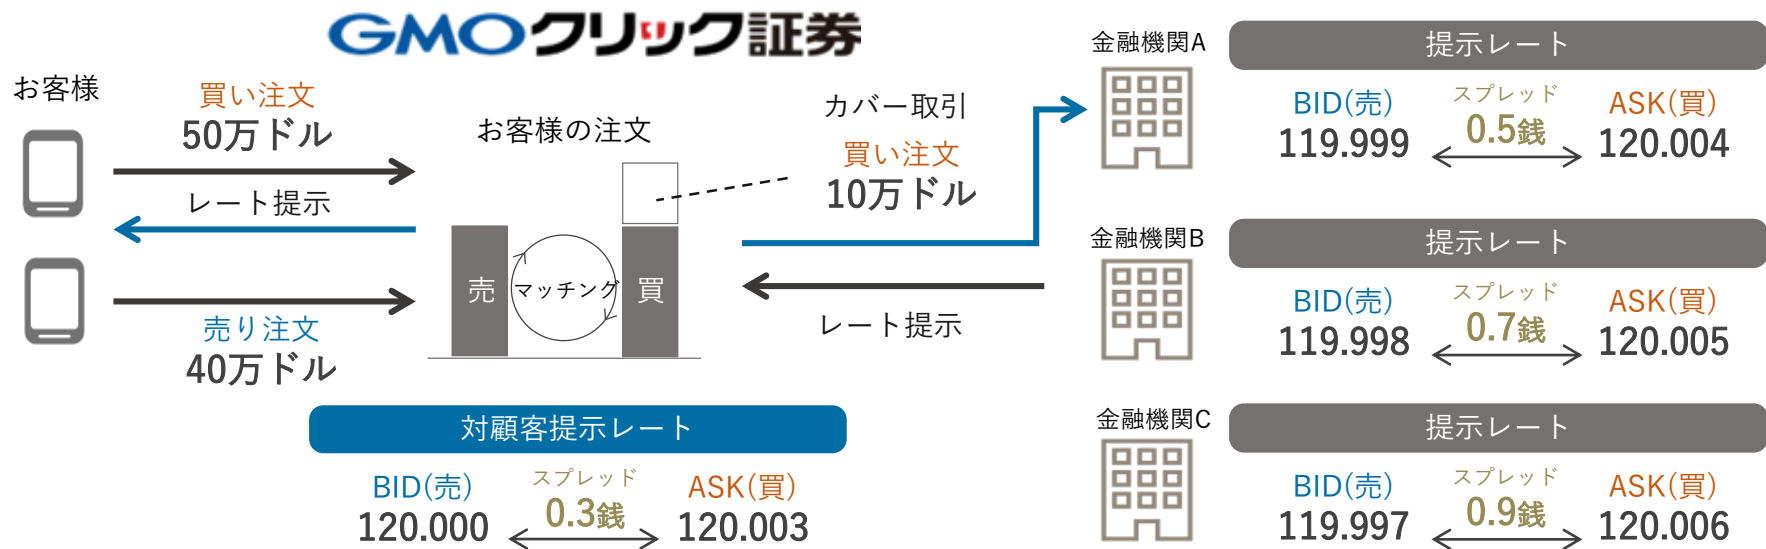 GMOクリック証券
お客様
買い注文
50万ドル
レート提示
売り注文
40万ドル
お客様の注文
売
マッチング
買
カバー取引
買い注文
10万ドル
レート提示
対顧客提示レート
BID(売)
スプレッド
ASK(買)
120.000
0.3銭
120.003
金融機関A
提示レート
BID(売)
スプレッド
ASK(買)
119.999
0.5銭
120.004
金融機関B
提示レート
BID(売)
スプレッド
ASK(買)
119.998
0.7銭
120.005
金融機関C
提示レート
BID(売)
スプレッド
ASK(買)
119.997
0.9銭
120.006